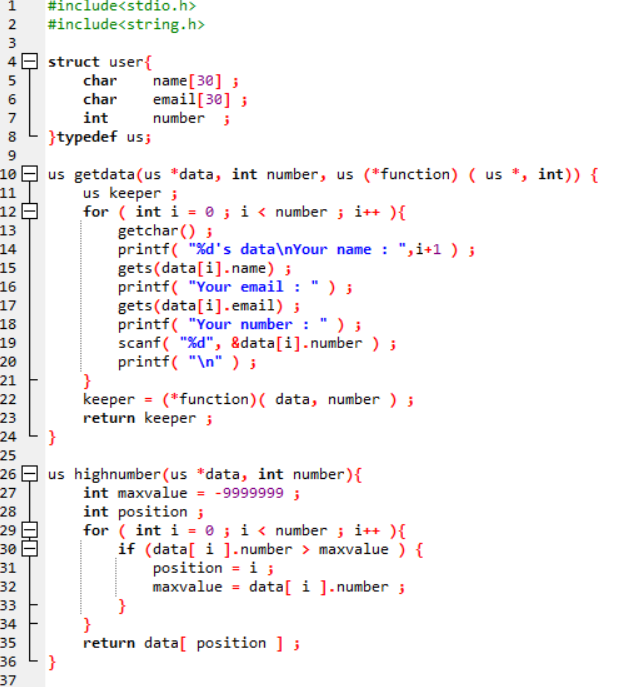 1 #include<stdio.h>
2 #include<string.h>
3
4 struct user{
5     char    name[30] ;
6     char    email[30] ;
7     int     number  ;
8 }typedef us;
9
10 us getdata(us *data, int number, us (*function) ( us *, int)) {
11     us keeper ;
12     for ( int i = 0 ; i < number ; i++ ){
13         getchar() ;
14         printf( "%d's data\nYour name : ",i+1 ) ;
15         gets(data[i].name) ;
16         printf( "Your email : " ) ;
17         gets(data[i].email) ;
18         printf( "Your number : " ) ;
19         scanf( "%d", &data[i].number ) ;
20         printf( "\n" ) ;
21     }
22     keeper = (*function)( data, number ) ;
23     return keeper ;
24 }
25
26 us highnumber(us *data, int number){
27     int maxvalue = -9999999 ;
28     int position ;
29     for ( int i = 0 ; i < number ; i++ ){
30         if (data[ i ].number > maxvalue ) {
31             position = i ;
32             maxvalue = data[ i ].number ;
33         }
34     }
35     return data[ position ] ;
36 }
37